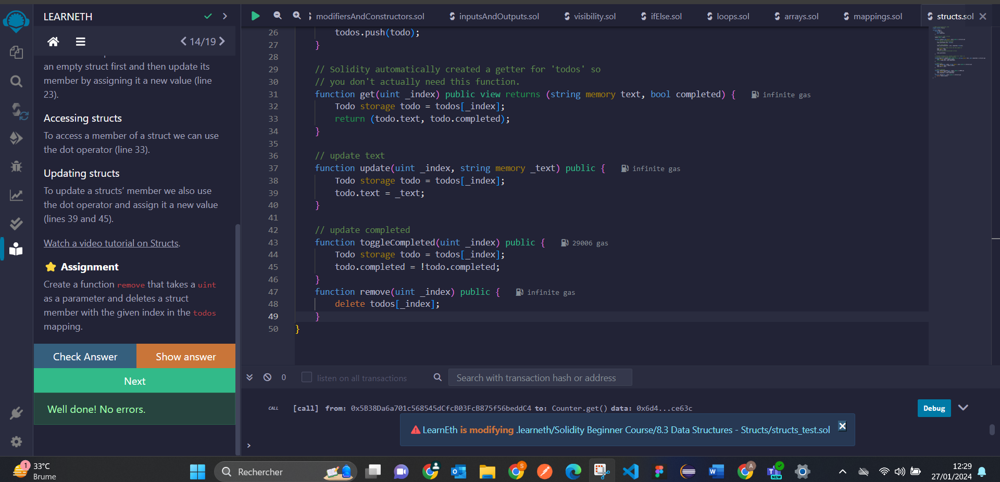 LEARNETH
14/19
an empty struct first and then update its
member by assigning it a new value (line
23).
Accessing structs
To access a member of a struct we can use
the dot operator (line 33).
Updating structs
To update a structs’ member we also use
the dot operator and assign it a new value
(lines 39 and 45).
Watch a video tutorial on Structs.
Assignment
Create a function remove that takes a uint
as a parameter and deletes a struct
member with the given index in the todos
mapping.
Check Answer
Show answer
Next
Well done! No errors.
modifiersAndConstructors.sol
inputsAndOutputs.sol
visibility.sol
ifElse.sol
loops.sol
arrays.sol
mappings.sol
structs.sol
26 todos.push(todo);
27 }
28
29 // Solidity automatically created a getter for 'todos' so
30 // you don't actually need this function.
31 function get(uint _index) public view returns (string memory text, bool completed) { infinite gas
32 Todo storage todo = todos[_index];
33 return (todo.text, todo.completed);
34 }
35
36 // update text
37 function update(uint _index, string memory _text) public { infinite gas
38 Todo storage todo = todos[_index];
39 todo.text = _text;
40 }
41
42 // update completed
43 function toggleCompleted(uint _index) public { 29006 gas
44 Todo storage todo = todos[_index];
45 todo.completed = !todo.completed;
46 }
47 function remove(uint _index) public { infinite gas
48 delete todos[_index];
49 }
50 }
0
listen on all transactions
Search with transaction hash or address
CALL [call] from: 0x5B38Da6a701c568545dCfcB03FcB875f56beddC4 to: Counter.get() data: 0x6d4...ce63c
Debug
LearnEth is modifying .learneth/Solidity Beginner Course/8.3 Data Structures - Structs/structs_test.sol
>
1
33°C
Brume
Rechercher
S
A
NEW
12:29
27/01/2024